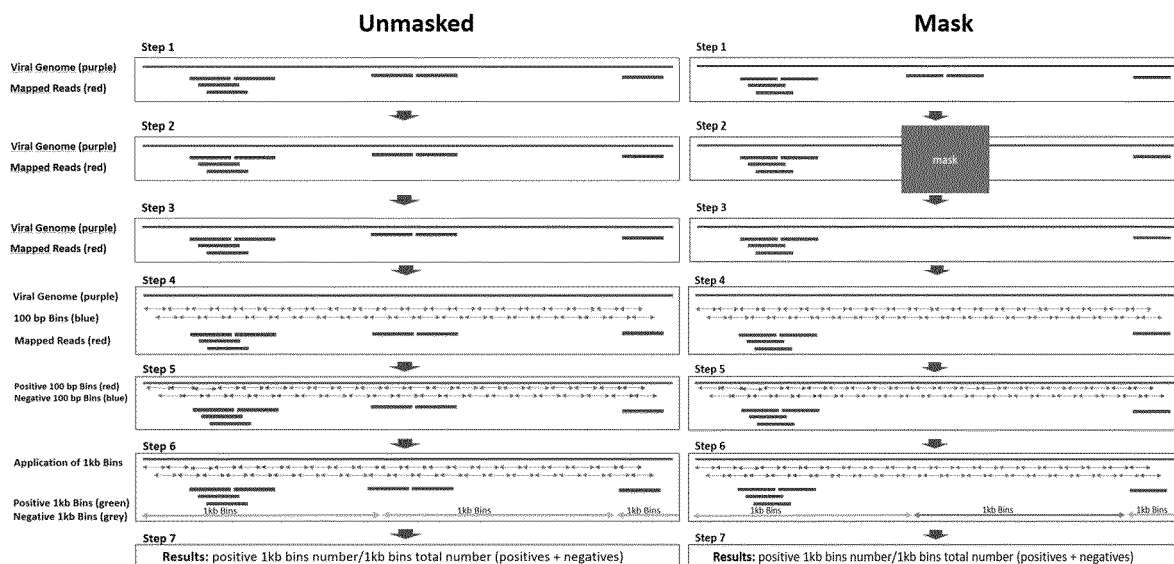 Unmasked
Mask
Step 1
Step 1
Viral Genome (purple)
Mapped Reads (red)
Step 2
Step 2
Viral Genome (purple)
Mapped Reads (red)
mask
Step 3
Step 3
Viral Genome (purple)
Mapped Reads (red)
Step 4
Step 4
Viral Genome (purple)
100 bp Bins (blue)
Mapped Reads (red)
Step 5
Step 5
Positive 100 bp Bins (red)
Negative 100 bp Bins (blue)
Step 6
Step 6
Application of 1kb Bins
Positive 1kb Bins (green)
Negative 1kb Bins (grey)
1kb Bins 1kb Bins 1kb Bins
1kb Bins 1kb Bins 1kb Bins
Step 7
Step 7
Results: positive 1kb bins number/1kb bins total number (positives + negatives)
Results: positive 1kb bins number/1kb bins total number (positives + negatives)